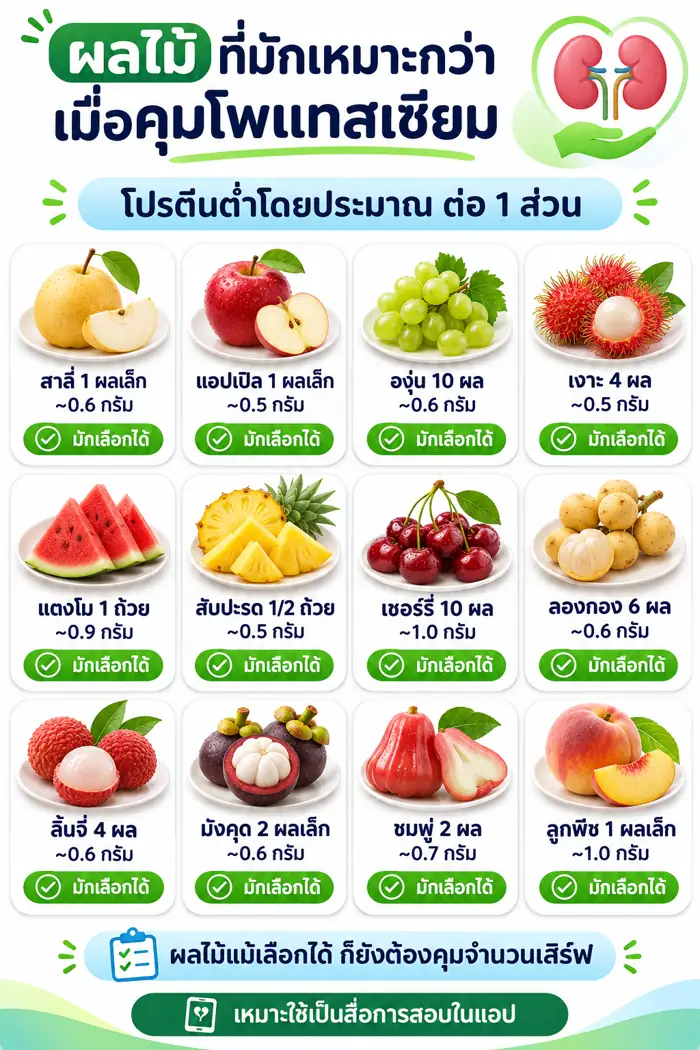 ผลไม้ ที่มักเหมาะกว่า
เมื่อคุมโพแทสเซียม
โปรตีนต่ำโดยประมาณ ต่อ 1 ส่วน
สาลี่ 1 ผลเล็ก
~0.6 กรัม
มักเลือกได้
แอปเปิล 1 ผลเล็ก
~0.5 กรัม
มักเลือกได้
องุ่น 10 ผล
~0.6 กรัม
มักเลือกได้
เงาะ 4 ผล
~0.5 กรัม
มักเลือกได้
แตงโม 1 ถ้วย
~0.9 กรัม
มักเลือกได้
สับปะรด 1/2 ถ้วย
~0.5 กรัม
มักเลือกได้
เชอร์รี่ 10 ผล
~1.0 กรัม
มักเลือกได้
ลองกอง 6 ผล
~0.6 กรัม
มักเลือกได้
ลิ้นจี่ 4 ผล
~0.6 กรัม
มักเลือกได้
มังคุด 2 ผลเล็ก
~0.6 กรัม
มักเลือกได้
ชมพู่ 2 ผล
~0.7 กรัม
มักเลือกได้
ลูกพีช 1 ผลเล็ก
~1.0 กรัม
มักเลือกได้
ผลไม้แม้เลือกได้ ก็ยังต้องคุมจำนวนเสิร์ฟ
เหมาะใช้เป็นสื่อการสอนในแอป